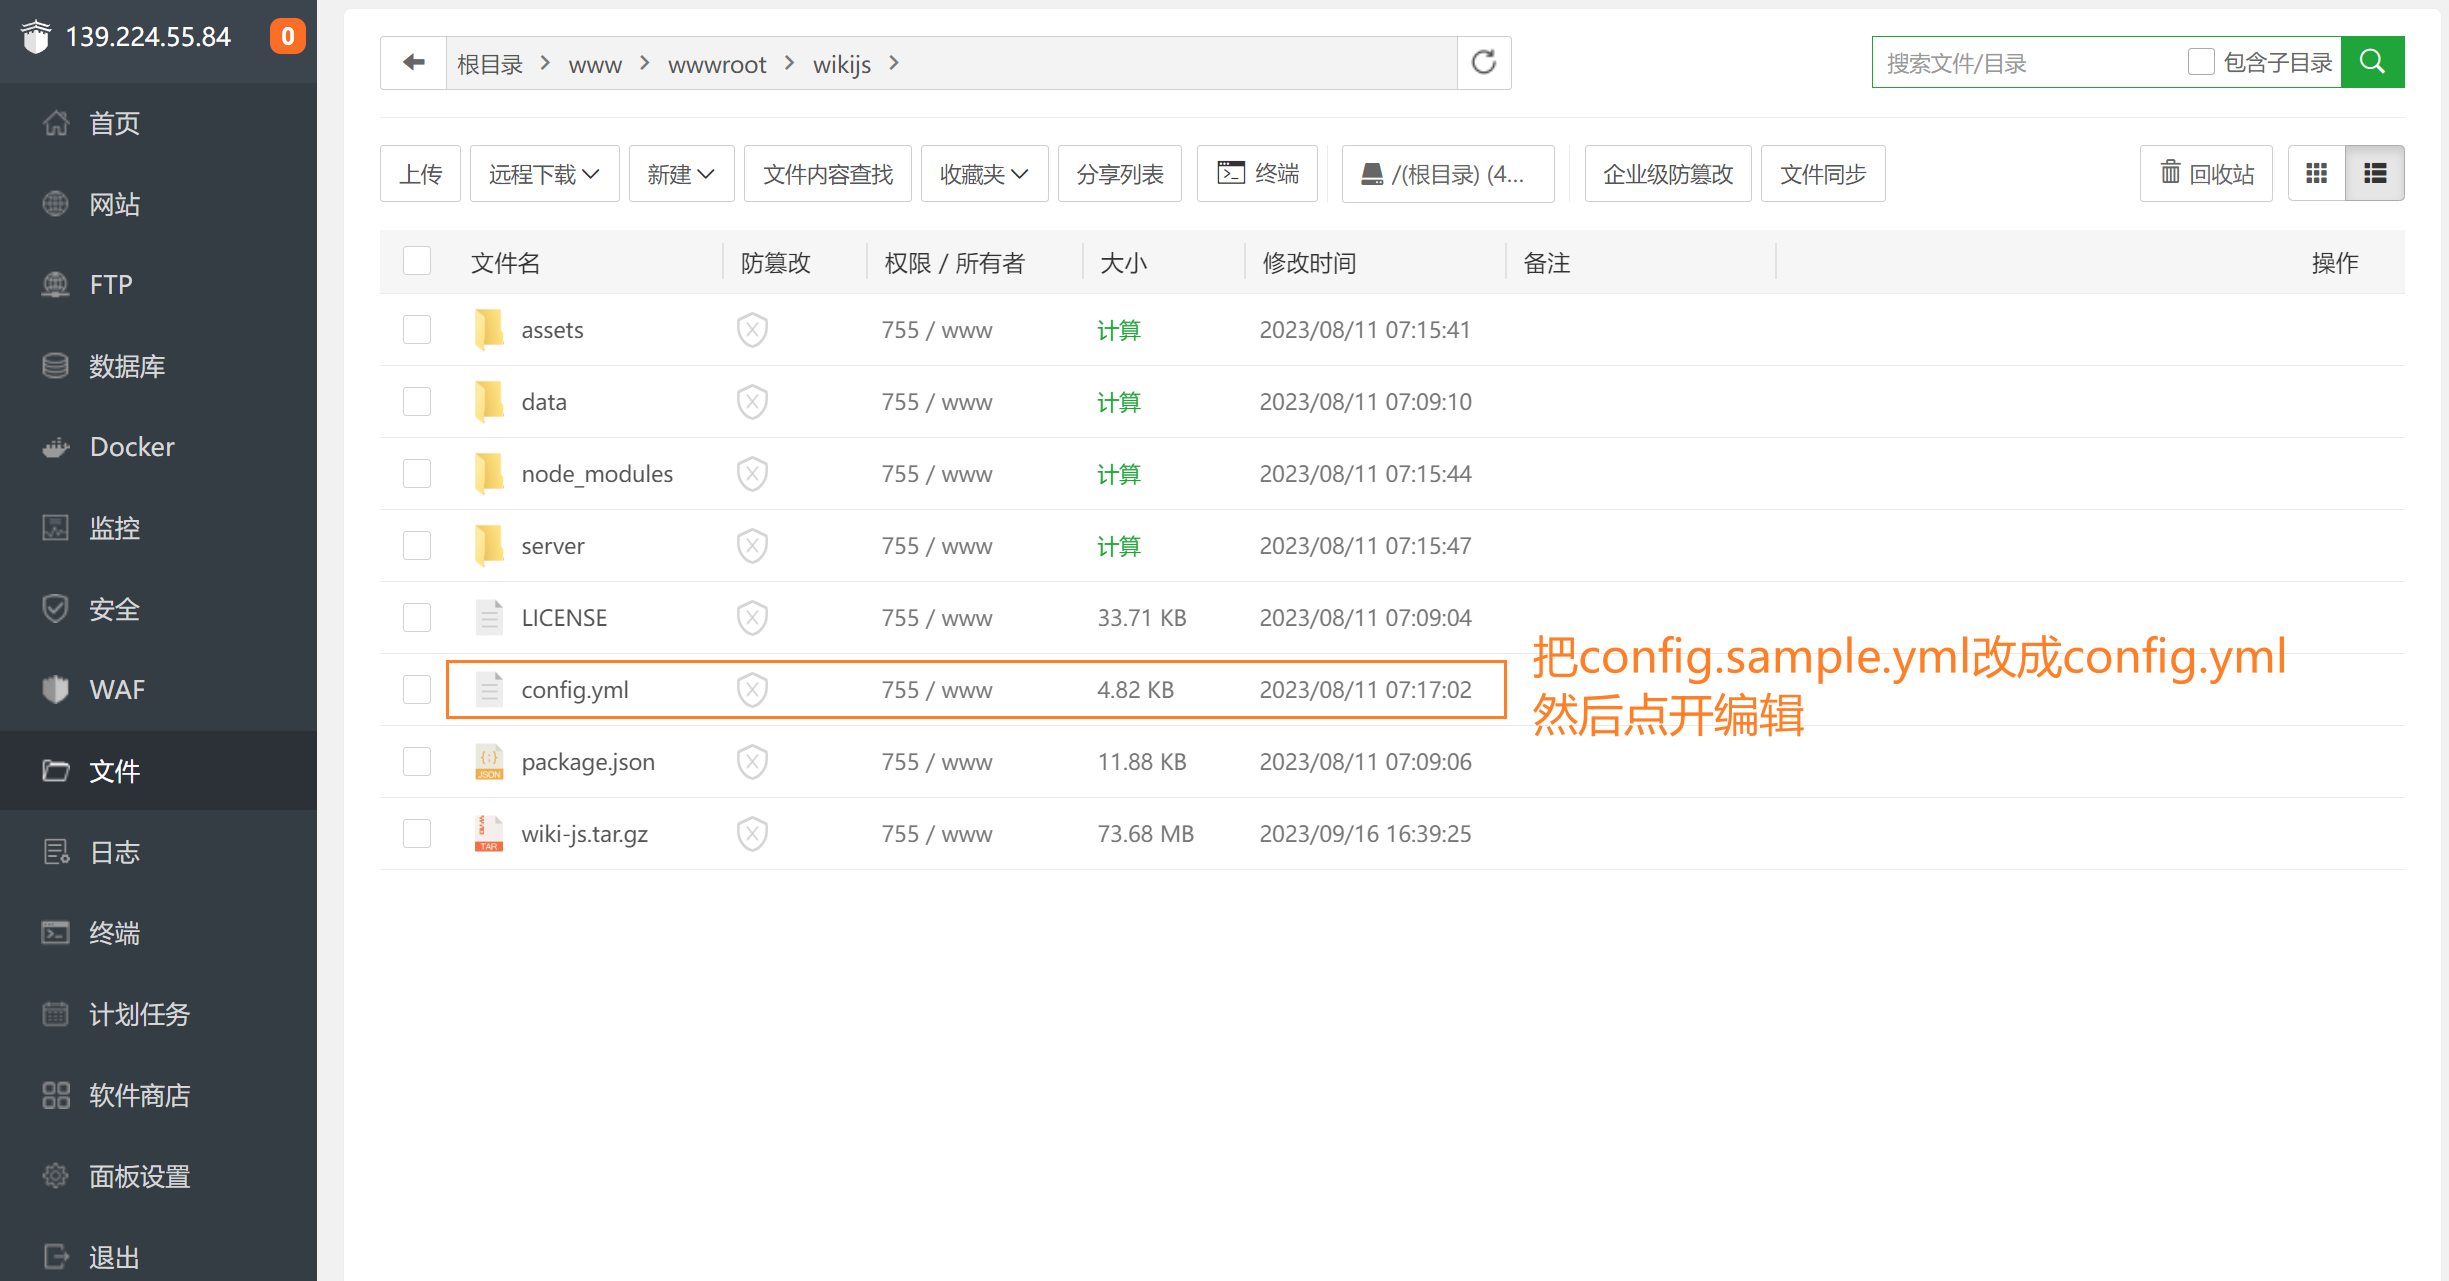 139.224.55.84 0
首页
网站
FTP
数据库
Docker
监控
安全
WAF
文件
日志
终端
计划任务
软件商店
面板设置
退出
根目录 > www > wwwroot > wikijs >
搜索文件/目录 包含子目录
上传 远程下载 新建 文件内容查找 收藏夹 分享列表 终端 /(根目录) (4... 企业级防篡改 文件同步 回收站
文件名 防篡改 权限 / 所有者 大小 修改时间 备注 操作
assets 755 / www 计算 2023/08/11 07:15:41
data 755 / www 计算 2023/08/11 07:09:10
node_modules 755 / www 计算 2023/08/11 07:15:44
server 755 / www 计算 2023/08/11 07:15:47
LICENSE 755 / www 33.71 KB 2023/08/11 07:09:04
config.yml 755 / www 4.82 KB 2023/08/11 07:17:02
把config.sample.yml改成config.yml
然后点开编辑
JSON package.json 755 / www 11.88 KB 2023/08/11 07:09:06
TAR wiki-js.tar.gz 755 / www 73.68 MB 2023/09/16 16:39:25